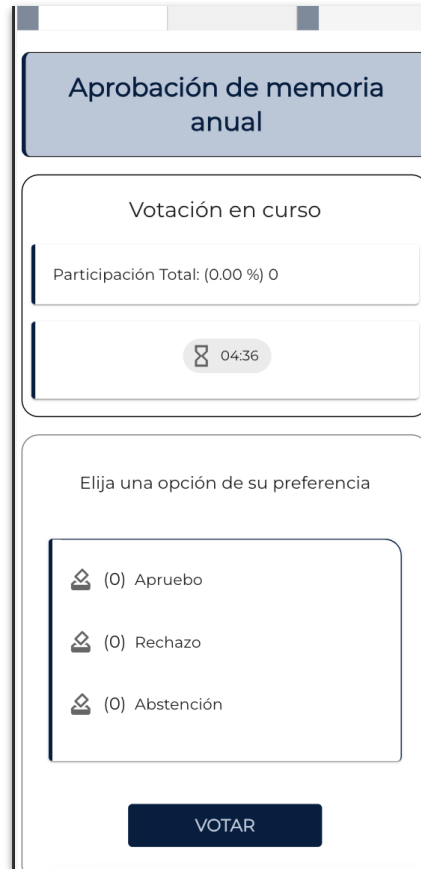 Aprobación de memoria
anual
Votación en curso
Participación Total: (0.00 %) 0
04:36
Elija una opción de su preferencia
(0) Apruebo
(0) Rechazo
(0) Abstención
VOTAR